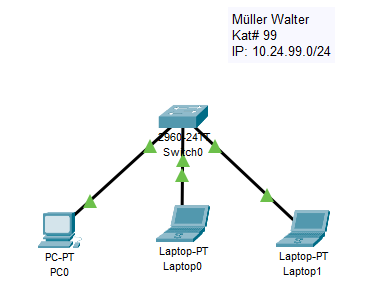 Müller Walter
Kat# 99
IP: 10.24.99.0/24
2960-24TT
Switch0
PC-PT
PC0
Laptop-PT
Laptop0
Laptop-PT
Laptop1